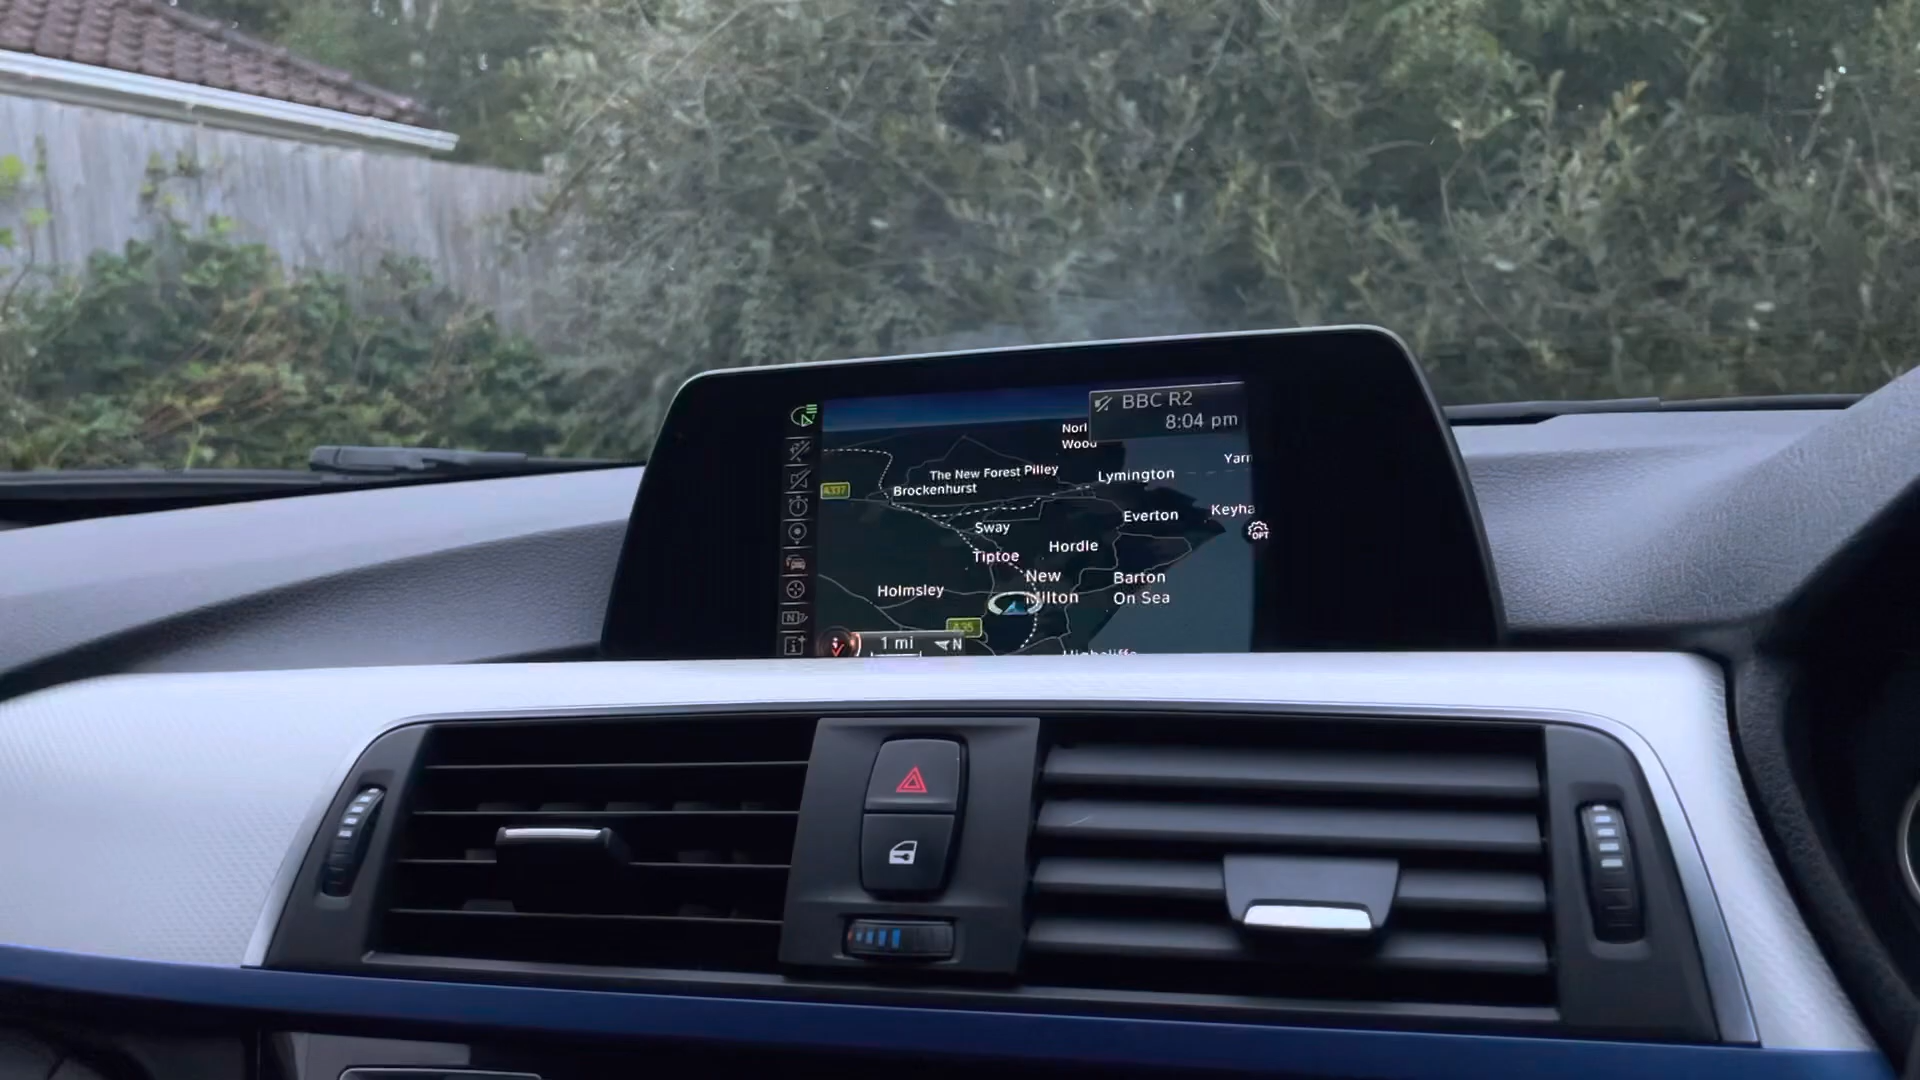 BBC R2
8:04 pm
Norl
Wood
Yarn
The New Forest Pilley
Lymington
A337
Brockenhurst
Keyha
Everton
Sway
OPT
Tiptoe
Hordle
New
Milton
Barton
On Sea
Holmsley
A35
1 mi
N